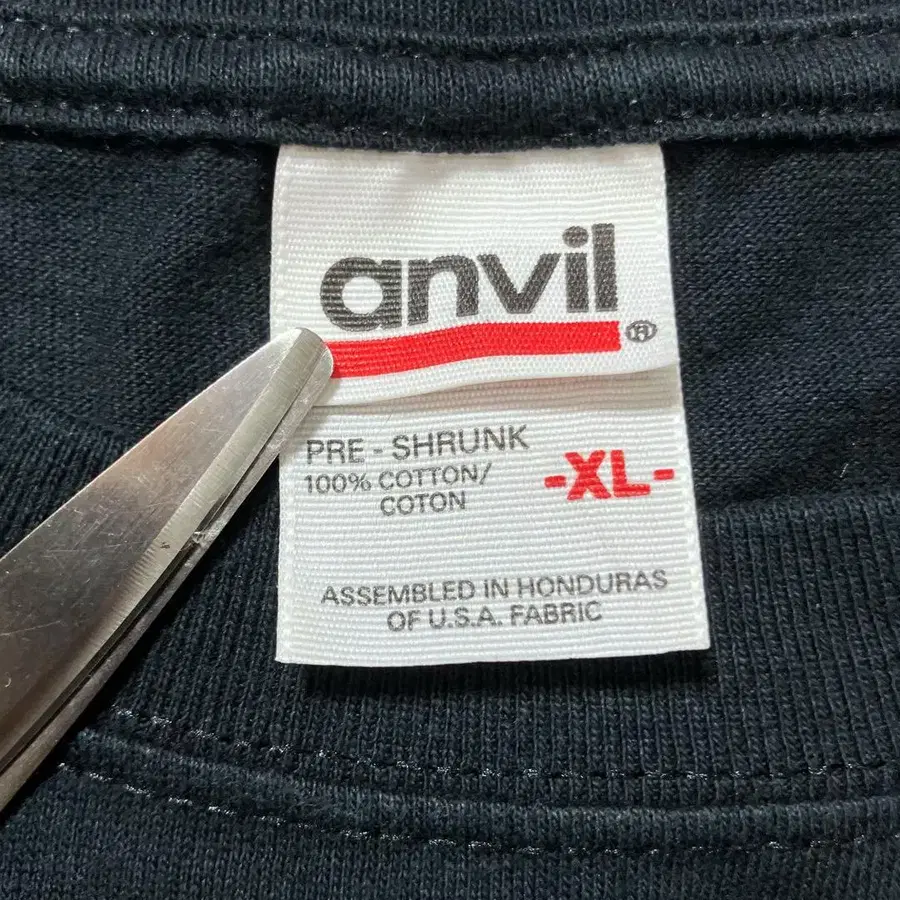 anvil®
PRE - SHRUNK
100% COTTON/
COTON
-XL-
ASSEMBLED IN HONDURAS
OF U.S.A. FABRIC